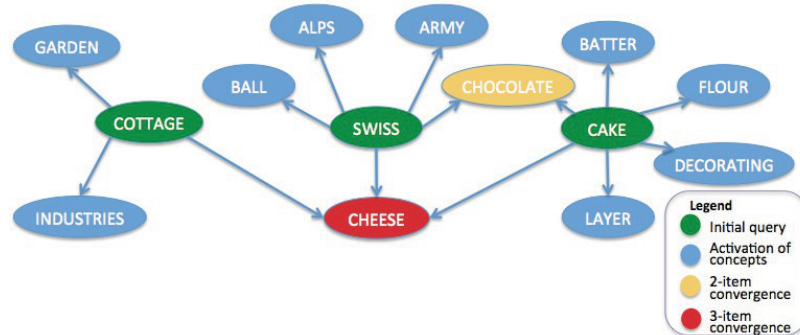 ALPS
ARMY
GARDEN
BATTER
BALL
CHOCOLATE
FLOUR
COTTAGE
SWISS
CAKE
DECORATING
INDUSTRIES
CHEESE
LAYER
Legend
Initial query
Activation of
concepts
2-item
convergence
3-item
convergence